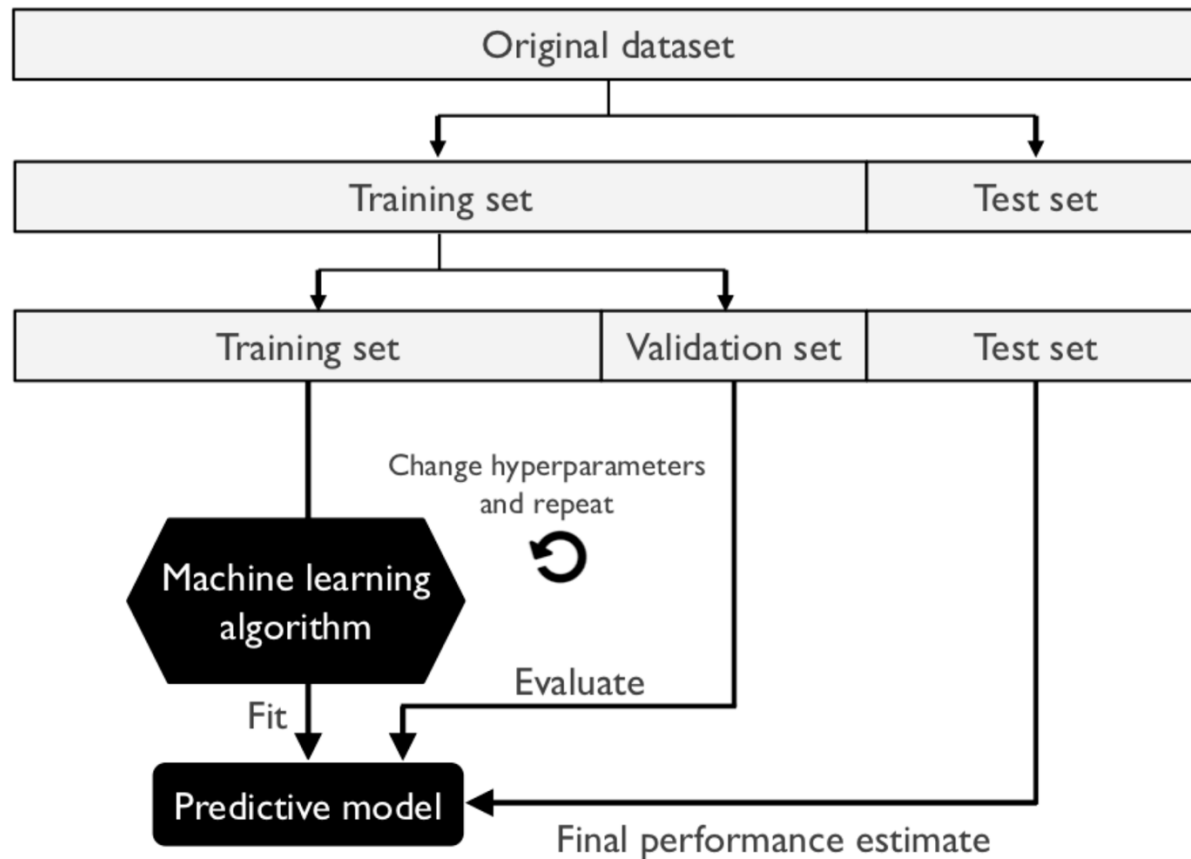 Original dataset
Training set
Test set
Training set
Validation set
Test set
Change hyperparameters
and repeat
Machine learning
algorithm
Evaluate
Fit
Predictive model
Final performance estimate